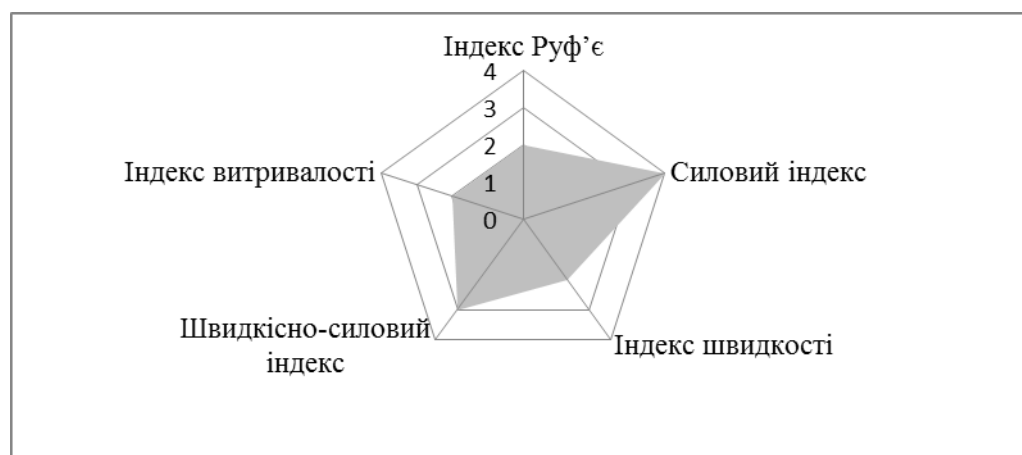 Індекс Руф’є
4
3
2
1
0
Індекс витривалості
Силовий індекс
Швидкісно-силовий
індекс
Індекс швидкості